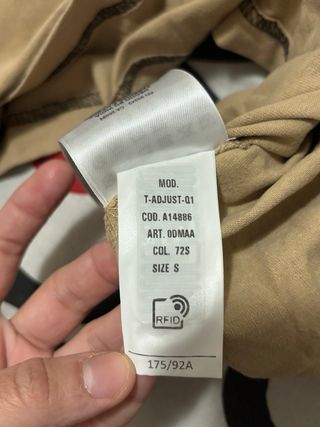 MOD.
T-ADJUST-Q1
COD. A14886
ART. 0DMAA
COL. 72S
SIZE S
RFID
175/92A